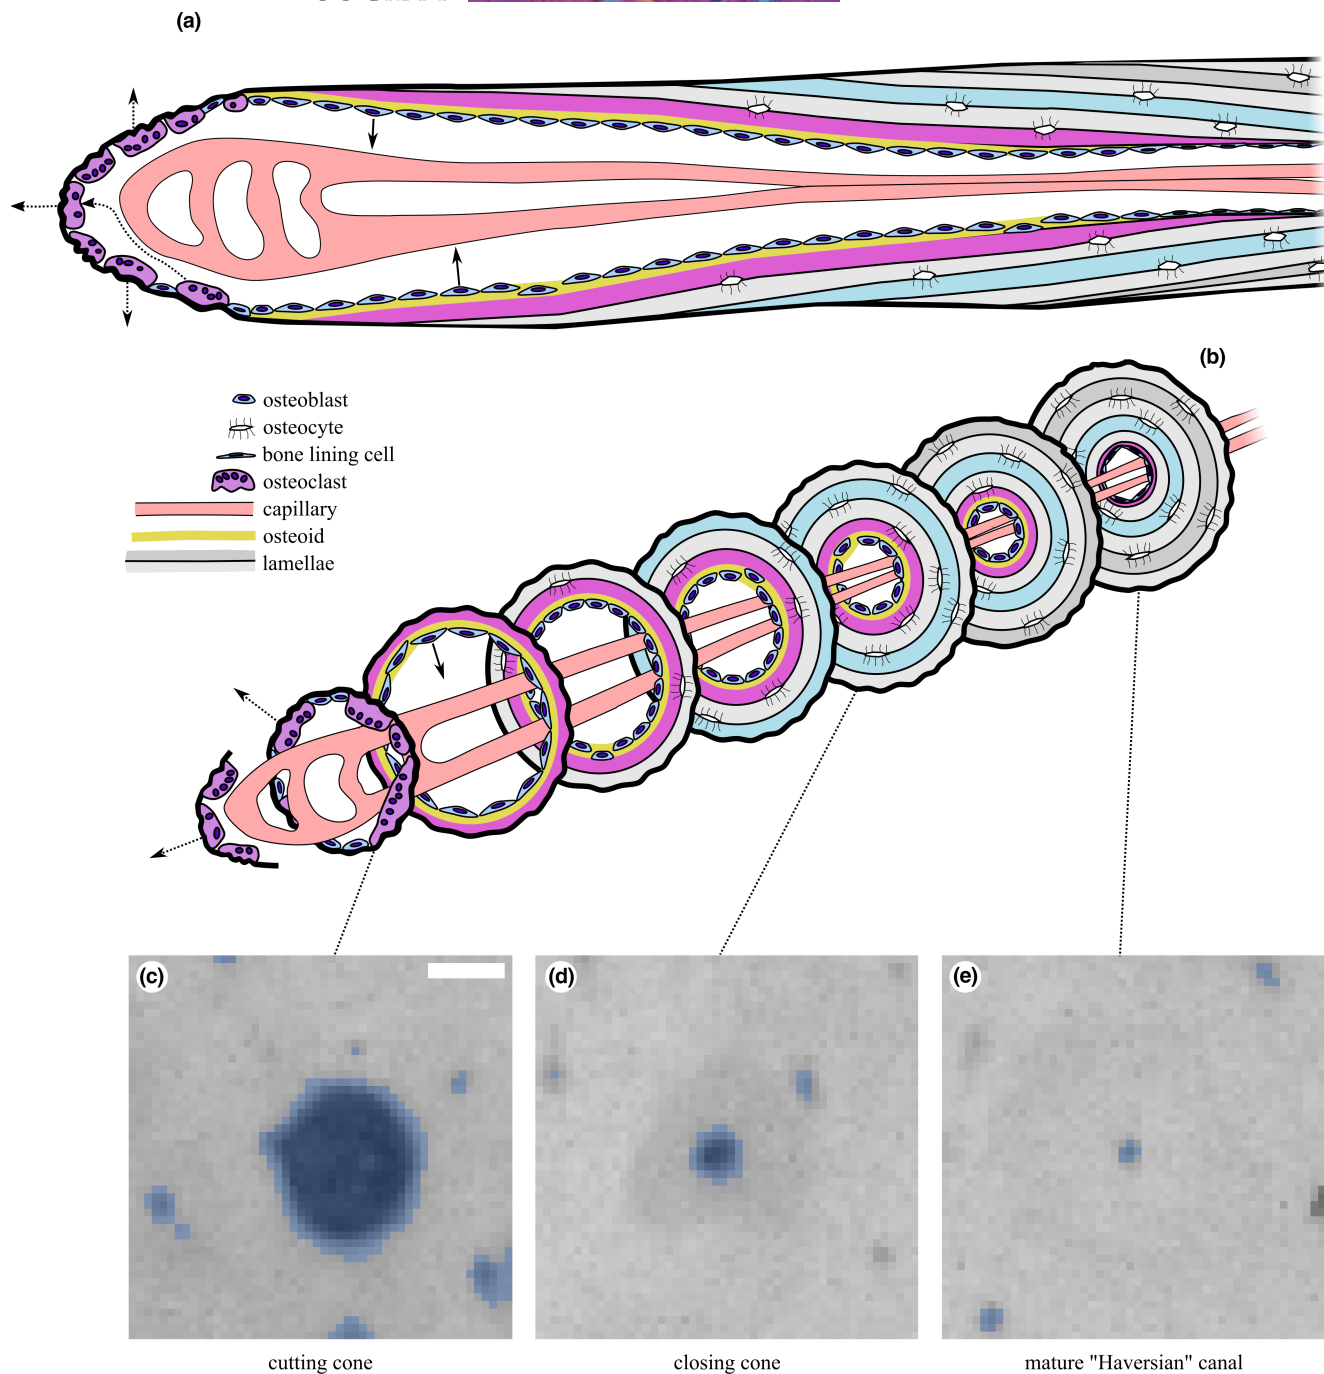 (a)
(b)
osteoblast
osteocyte
bone lining cell
osteoclast
capillary
osteoid
lamellae
(c)
(d)
(e)
cutting cone
closing cone
mature "Haversian" canal